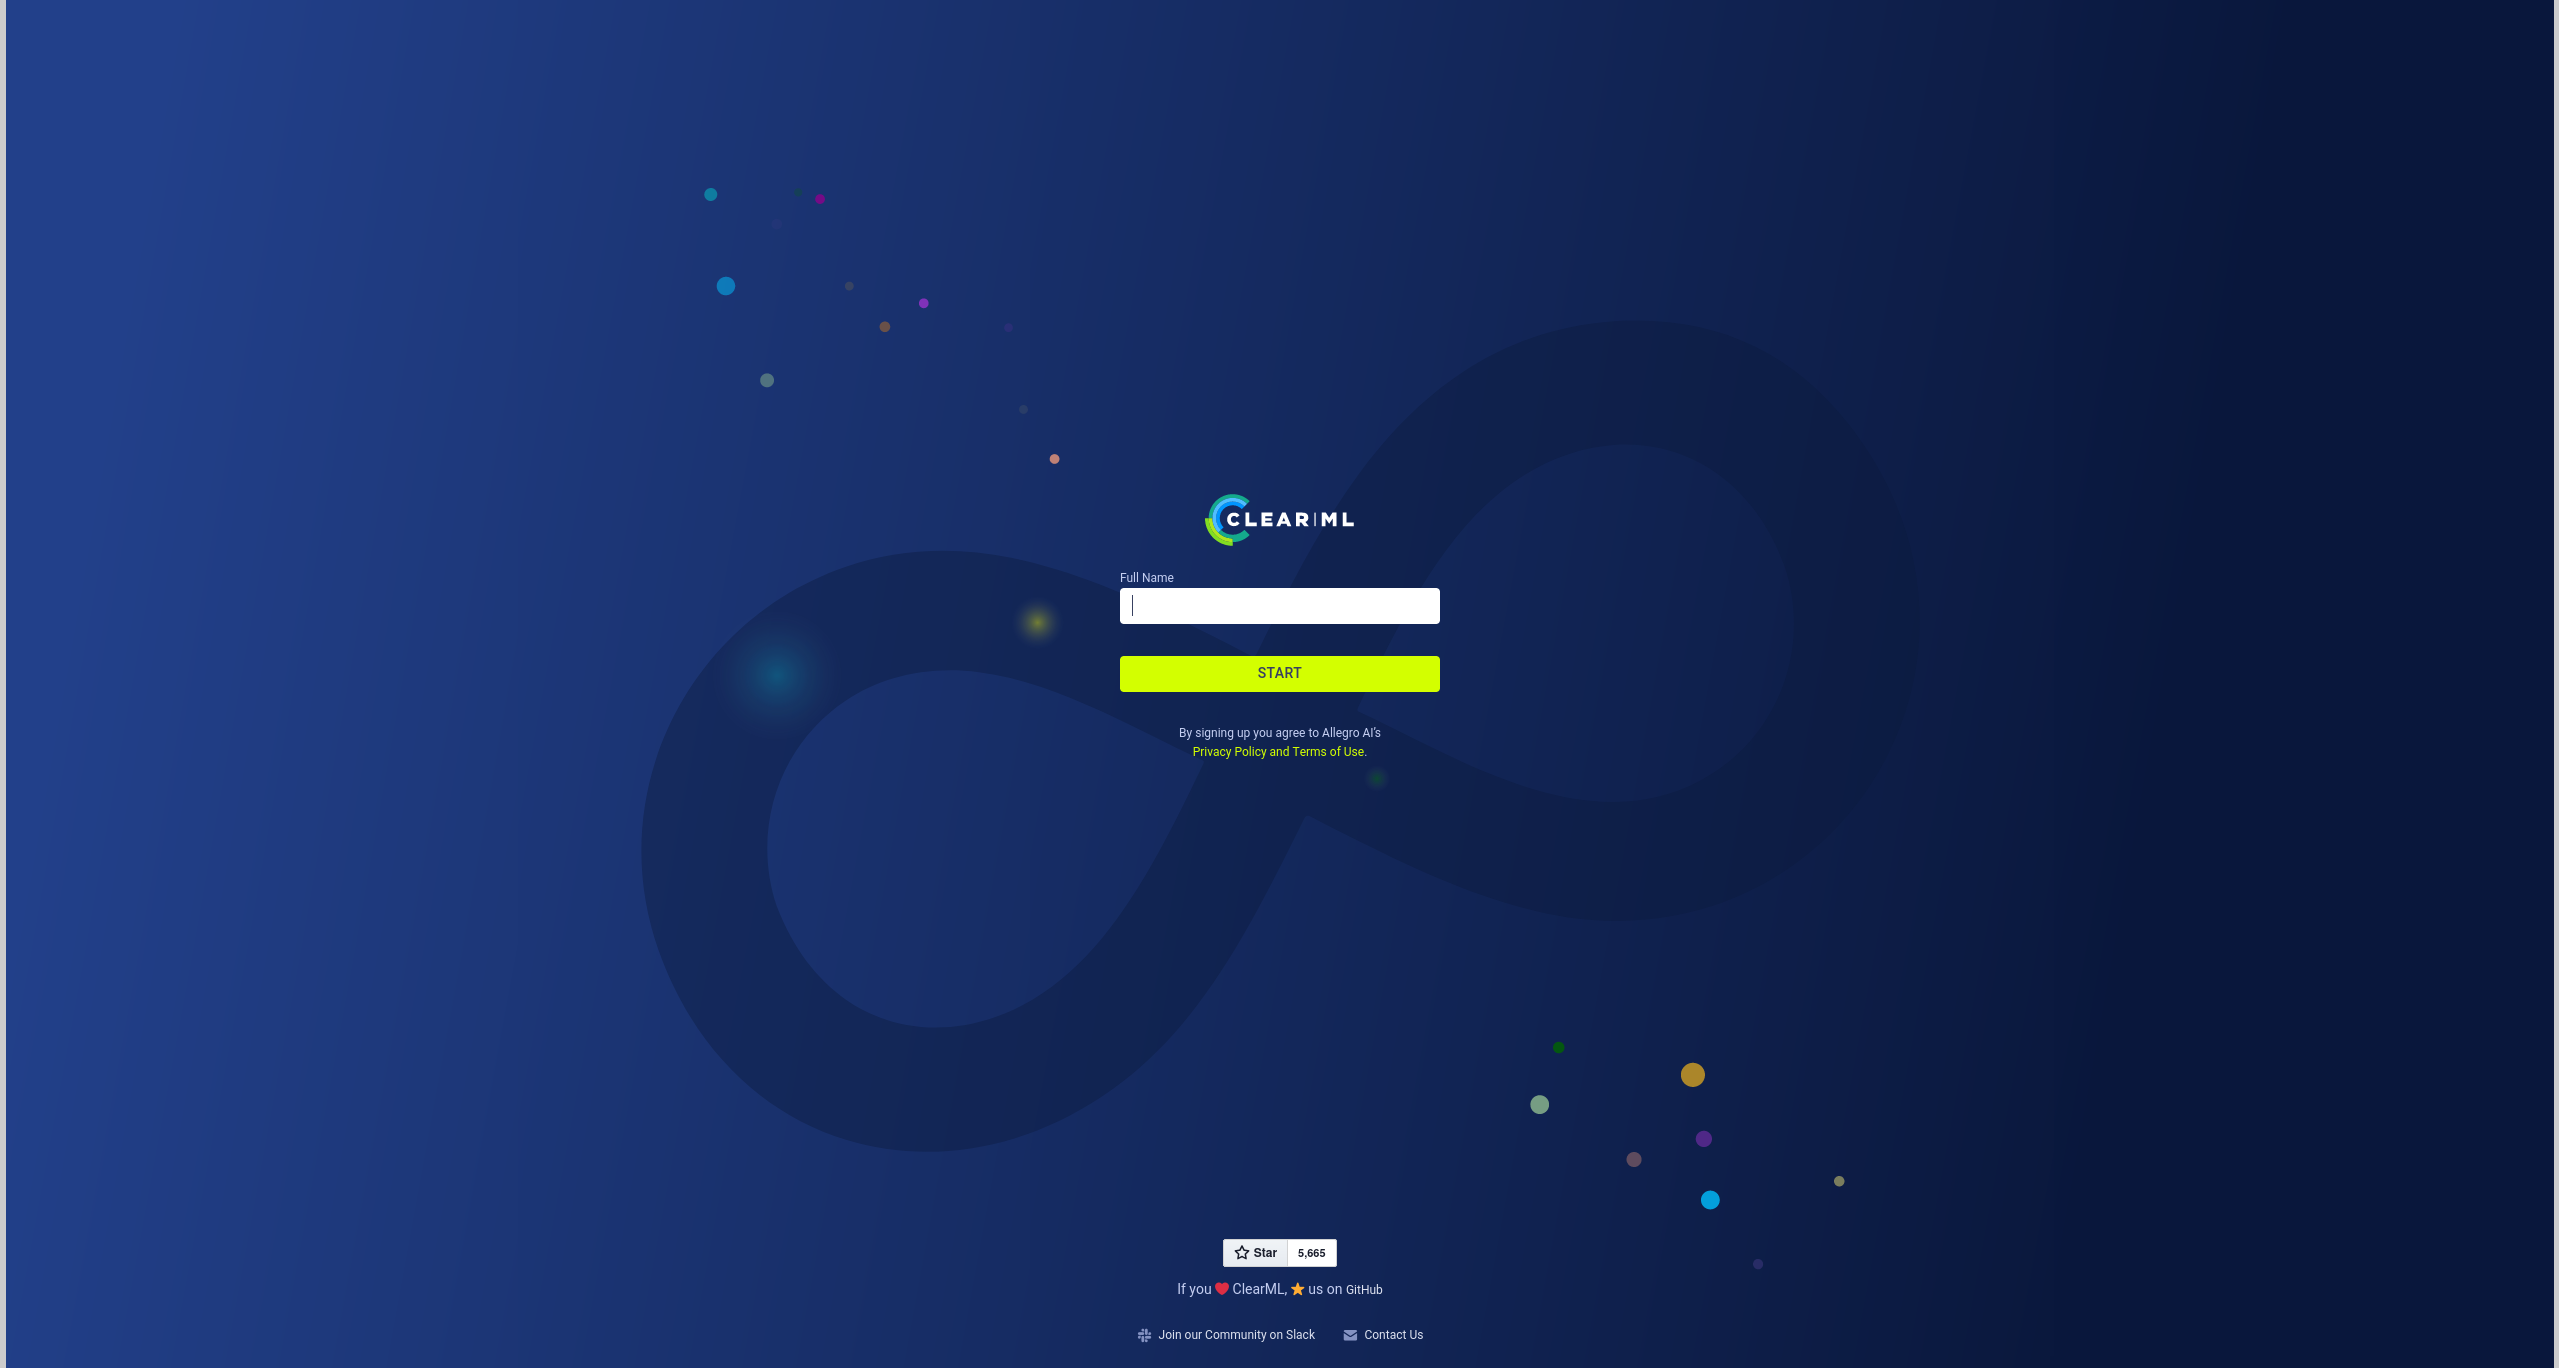 CLEAR|ML
Full Name
START
By signing up you agree to Allegro AI's
Privacy Policy and Terms of Use.
Star 5,665
If you ❤️ ClearML, ⭐ us on GitHub
Join our Community on Slack Contact Us